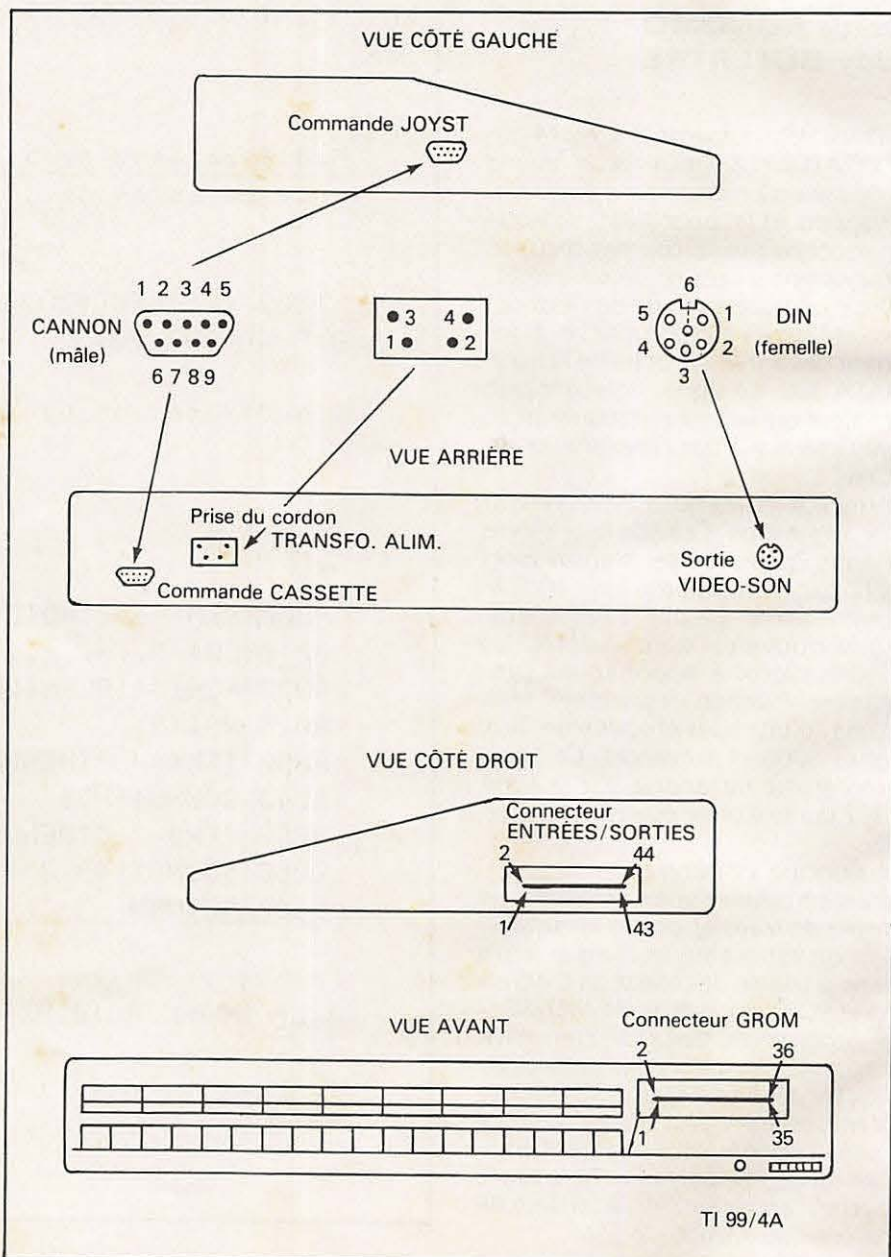 VUE CÔTÉ GAUCHE
Commande JOYST
1 2 3 4 5
CANNON
(mâle)
6 7 8 9
3 4
1 2
6
5 1
4 2
3
DIN
(femelle)
VUE ARRIÈRE
Prise du cordon
TRANSFO. ALIM.
Commande CASSETTE
Sortie
VIDEO-SON
VUE CÔTÉ DROIT
Connecteur
ENTRÉES/SORTIES
2 44
1 43
VUE AVANT
Connecteur GROM
2 36
1 35
TI 99/4A